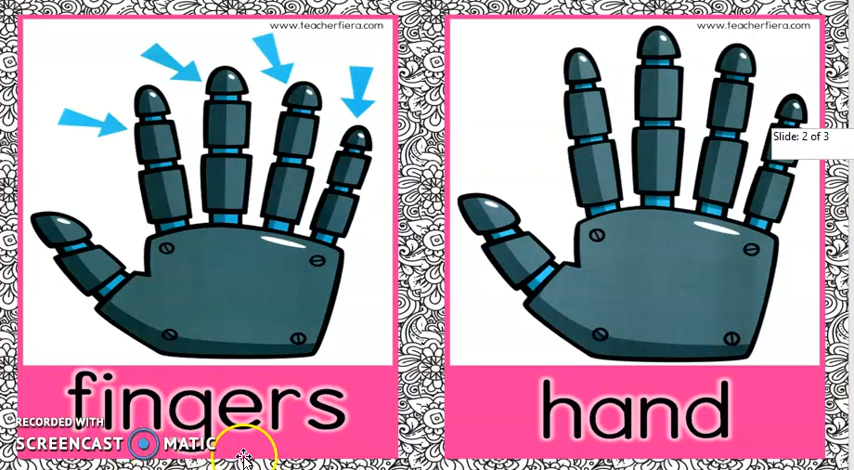 www.teacherfiera.com
fingers
www.teacherfiera.com
Slide: 2 of 3
hand
RECORDED WITH
SCREENCAST MATIC